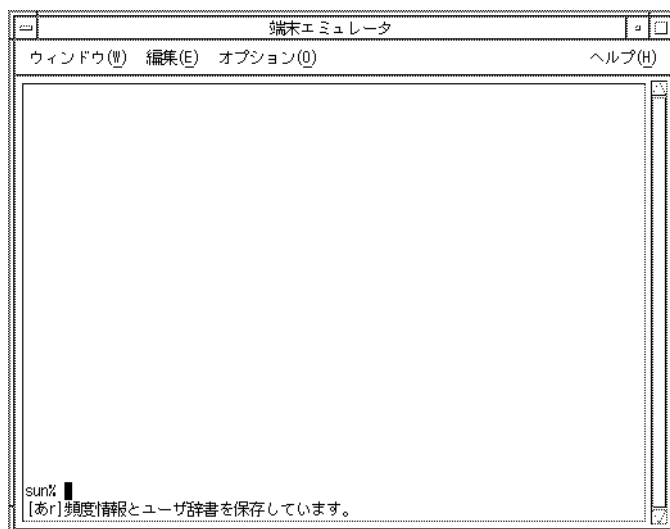 端末エミュレータ
ウィンドウ(W) 編集(E) オプション(O) ヘルプ(H)
sun%
[あr]頻度情報とユーザ辞書を保存しています。